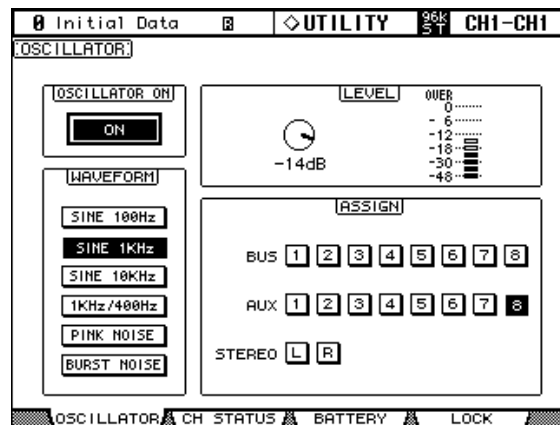 0 Initial Data R ◇UTILITY 96k ST CH1-CH1
OSCILLATOR
OSCILLATOR ON
ON
WAVEFORM
SINE 100Hz
SINE 1KHz
SINE 10KHz
1KHz/400Hz
PINK NOISE
BURST NOISE
LEVEL
-14dB
OVER
0
- 6
-12
-18
-30
-48
ASSIGN
BUS 1 2 3 4 5 6 7 8
AUX 1 2 3 4 5 6 7 8
STEREO L R
OSCILLATOR CH STATUS BATTERY LOCK